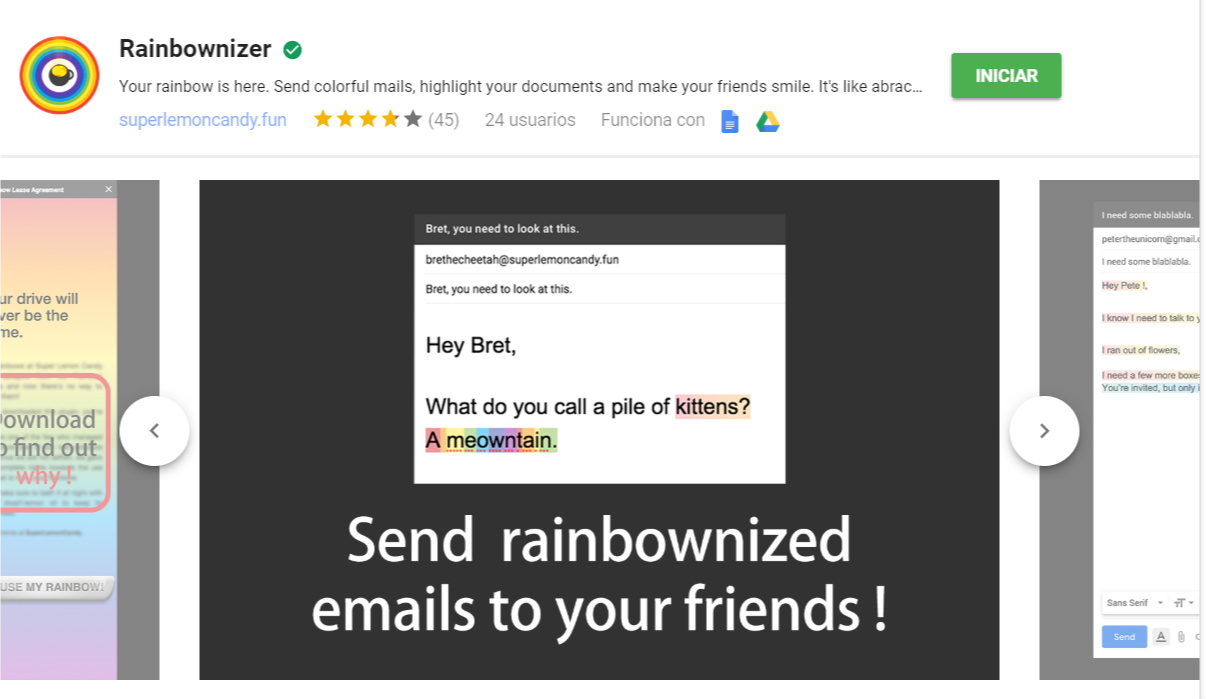 Rainbownizer
Your rainbow is here. Send colorful mails, highlight your documents and make your friends smile. It's like abrac...
INICIAR
superlemoncandy.fun
(45)
24 usuarios
Funciona con
ow Lease Agreement
ur drive will
ver be the
me.
ownload
o find out
why !
USE MY RAINBOW!
Bret, you need to look at this.
brethecheetah@superlemoncandy.fun
Bret, you need to look at this.
Hey Bret,
What do you call a pile of kittens?
A meowntain.
Send rainbownized
emails to your friends !
I need some blablabla.
petertheunicorn@gmail.c
I need some blablabla.
Hey Pete !,
I know I need to talk to y
I ran out of flowers,
I need a few more boxes
You're invited, but only i
Sans Serif
Send